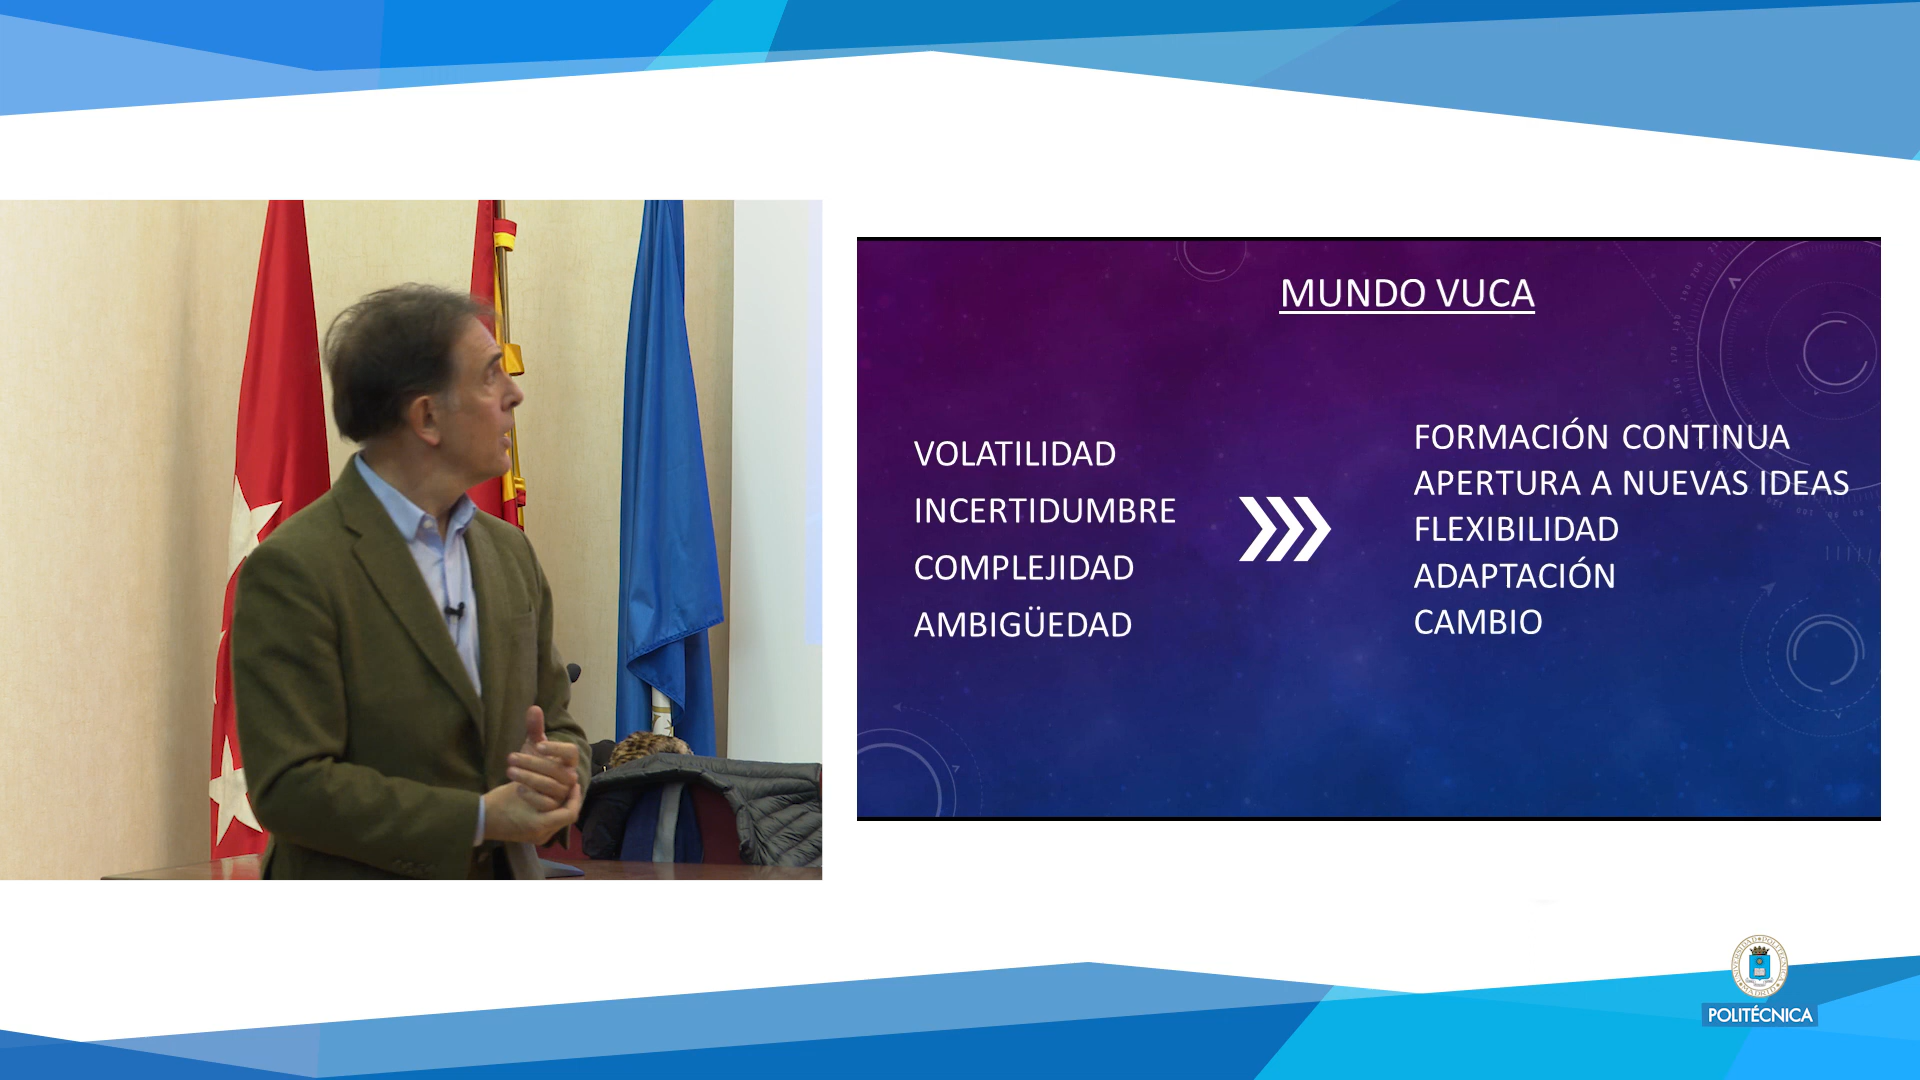 MUNDO VUCA
VOLATILIDAD
INCERTIDUMBRE
COMPLEJIDAD
AMBIGÜEDAD
FORMACIÓN CONTINUA
APERTURA A NUEVAS IDEAS
FLEXIBILIDAD
ADAPTACIÓN
CAMBIO
POLITÉCNICA